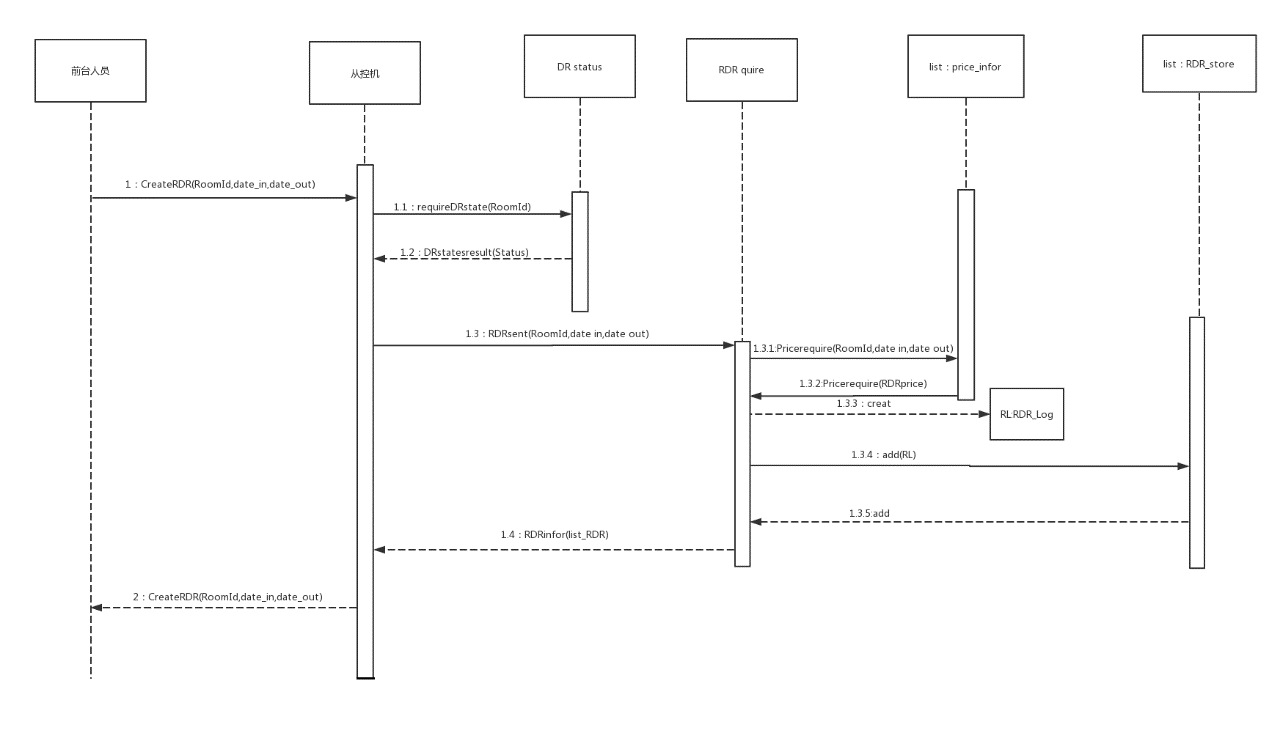 前台人员
从控机
DR status
RDR quire
list：price_infor
list：RDR_store
1：CreateRDR(RoomId,date_in,date_out)
1.1：requireDRstate(RoomId)
1.2：DRstatesresult(Status)
1.3：RDRsent(RoomId,date in,date out)
1.3.1:Pricerequire(RoomId,date in,date out)
1.3.2:Pricerequire(RDRprice)
1.3.3：creat
RLRDR_Log
1.3.4：add(RL)
1.3.5:add
1.4：RDRinfor(list_RDR)
2：CreateRDR(RoomId,date_in,date_out)